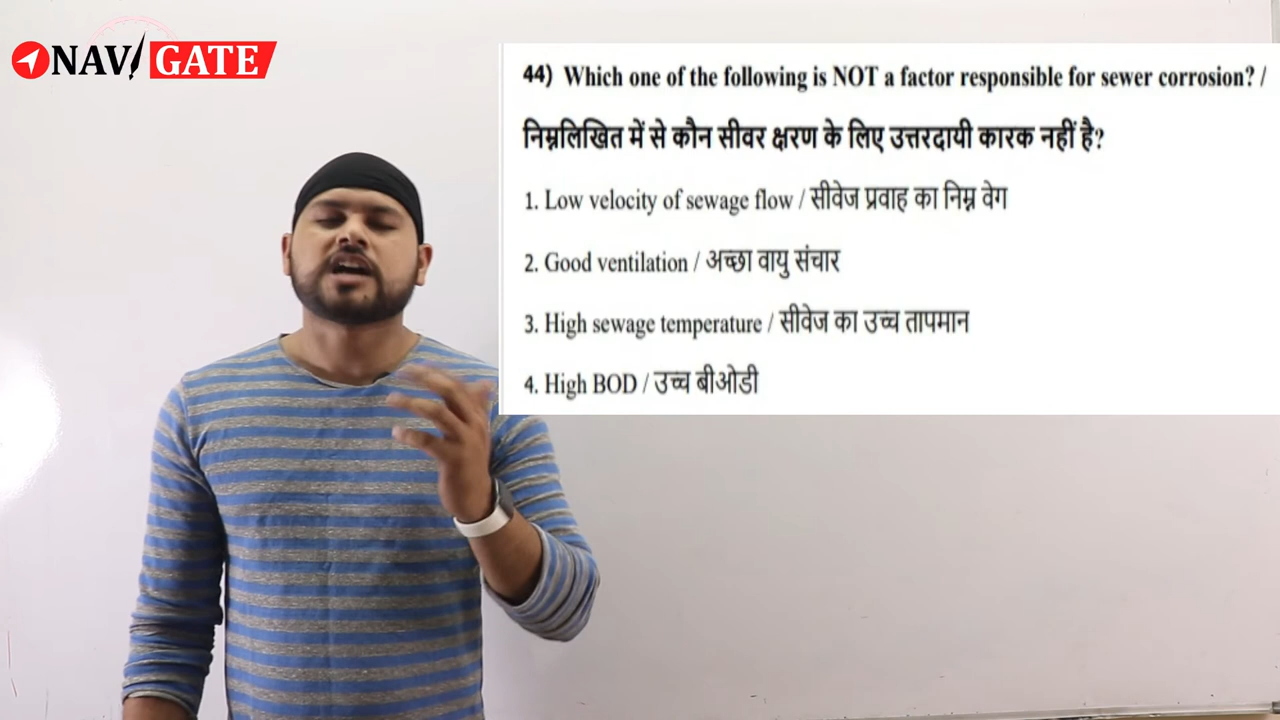 NAVIGATE
44) Which one of the following is NOT a factor responsible for sewer corrosion? /
निम्नलिखित में से कौन सीवर क्षरण के लिए उत्तरदायी कारक नहीं है?
1. Low velocity of sewage flow / सीवेज प्रवाह का निम्न वेग
2. Good ventilation / अच्छा वायु संचार
3. High sewage temperature / सीवेज का उच्च तापमान
4. High BOD / उच्च बीओडी